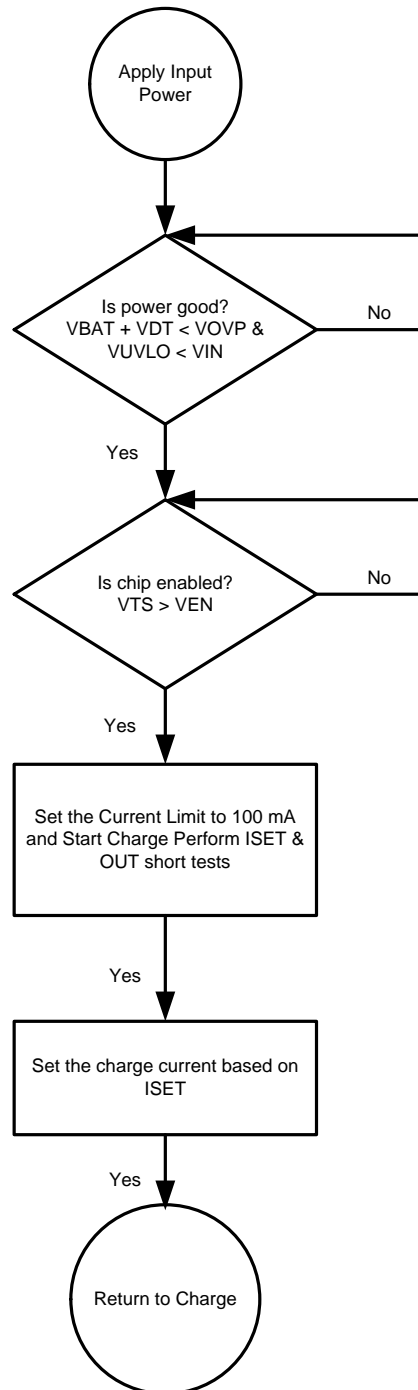 Apply Input
Power
Is power good?
VBAT + VDT < VOVP &
VUVLO < VIN
No
Yes
Is chip enabled?
VTS > VEN
No
Yes
Set the Current Limit to 100 mA
and Start Charge Perform ISET &
OUT short tests
Yes
Set the charge current based on
ISET
Yes
Return to Charge